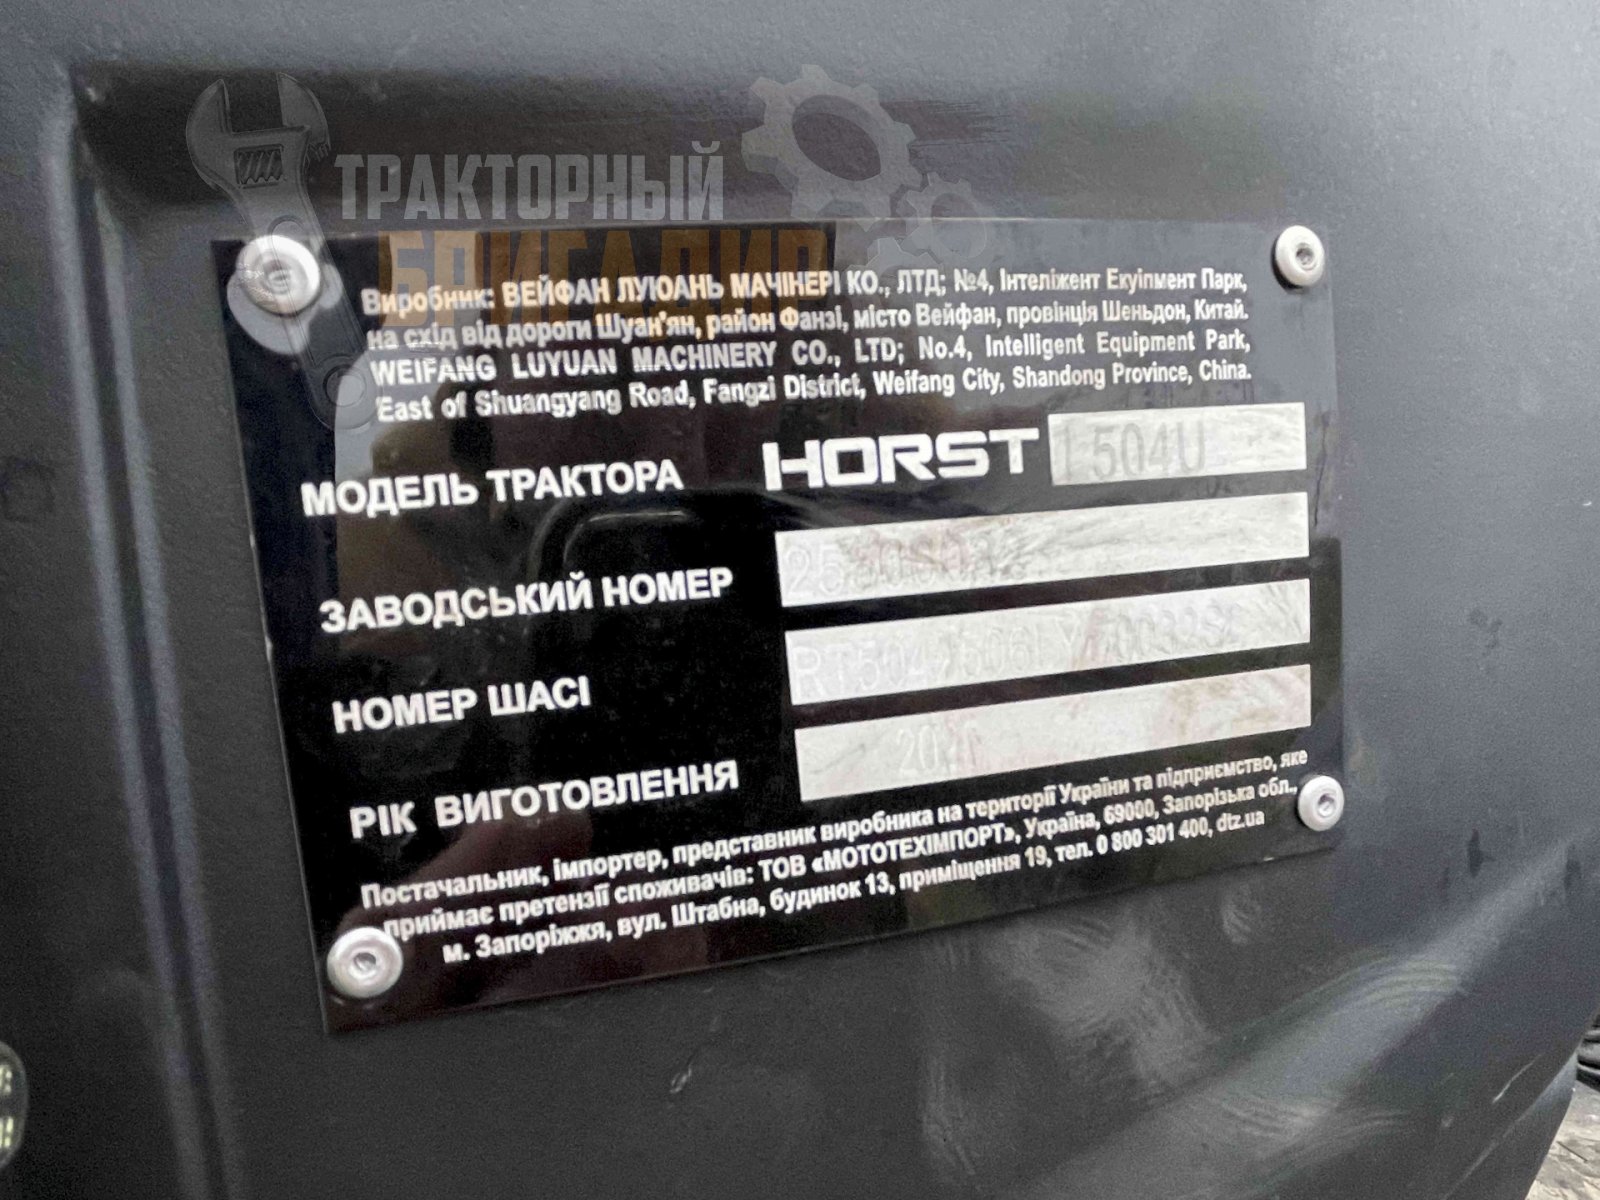 ТРАКТОРНЫЙ
БРИГАДИР
Виробник: ВЕЙФАН ЛУЮАНЬ МАЧІНЕРІ КО., ЛТД; №4, Інтеліжент Екуіпмент Парк,
на схід від дороги Шуан'ян, район Фанзі, місто Вейфан, провінція Шеньдон, Китай.
WEIFANG LUYUAN MACHINERY CO., LTD; No.4, Intelligent Equipment Park,
East of Shuangyang Road, Fangzi District, Weifang City, Shandong Province, China.
МОДЕЛЬ ТРАКТОРА HORST 504U
ЗАВОДСЬКИЙ НОМЕР
НОМЕР ШАСІ
РІК ВИГОТОВЛЕННЯ
Постачальник, імпортер, представник виробника на території України та підприємство, яке
приймає претензії споживачів: ТОВ «МОТОТЕХІМПОРТ», Україна, 69000, Запорізька обл.,
м. Запоріжжя, вул. Штабна, будинок 13, приміщення 19, тел. 0 800 301 400, dtz.ua